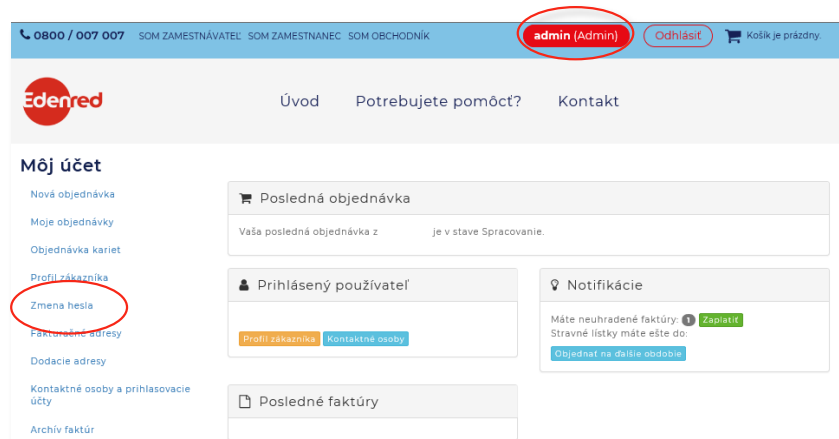 0800 / 007 007 SOM ZAMESTNÁVATEĽ SOM ZAMESTNANEC SOM OBCHODNÍK admin (Admin) Odhlásiť Košík je prázdny.
Edenred Úvod Potrebujete pomôcť? Kontakt
Môj účet
Nová objednávka
Moje objednávky
Objednávka kariet
Profil zákazníka
Zmena hesla
Fakturačné adresy
Dodacie adresy
Kontaktné osoby a prihlasovacie
účty
Archív faktúr
Posledná objednávka
Vaša posledná objednávka z je v stave Spracovanie.
Prihlásený používateľ
Profil zákazníka Kontaktné osoby
Notifikácie
Máte neuhradené faktúry: 1 Zaplatiť
Stravné lístky máte ešte do:
Objednať na ďalšie obdobie
Posledné faktúry